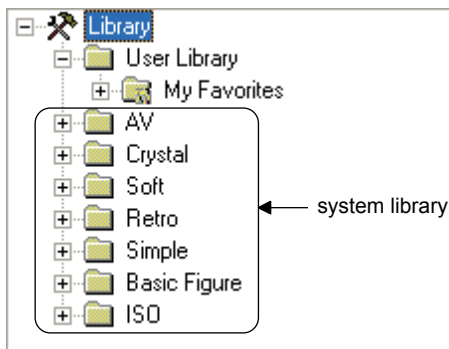 Library
User Library
My Favorites
AV
Crystal
Soft
Retro
Simple
Basic Figure
ISO
system library